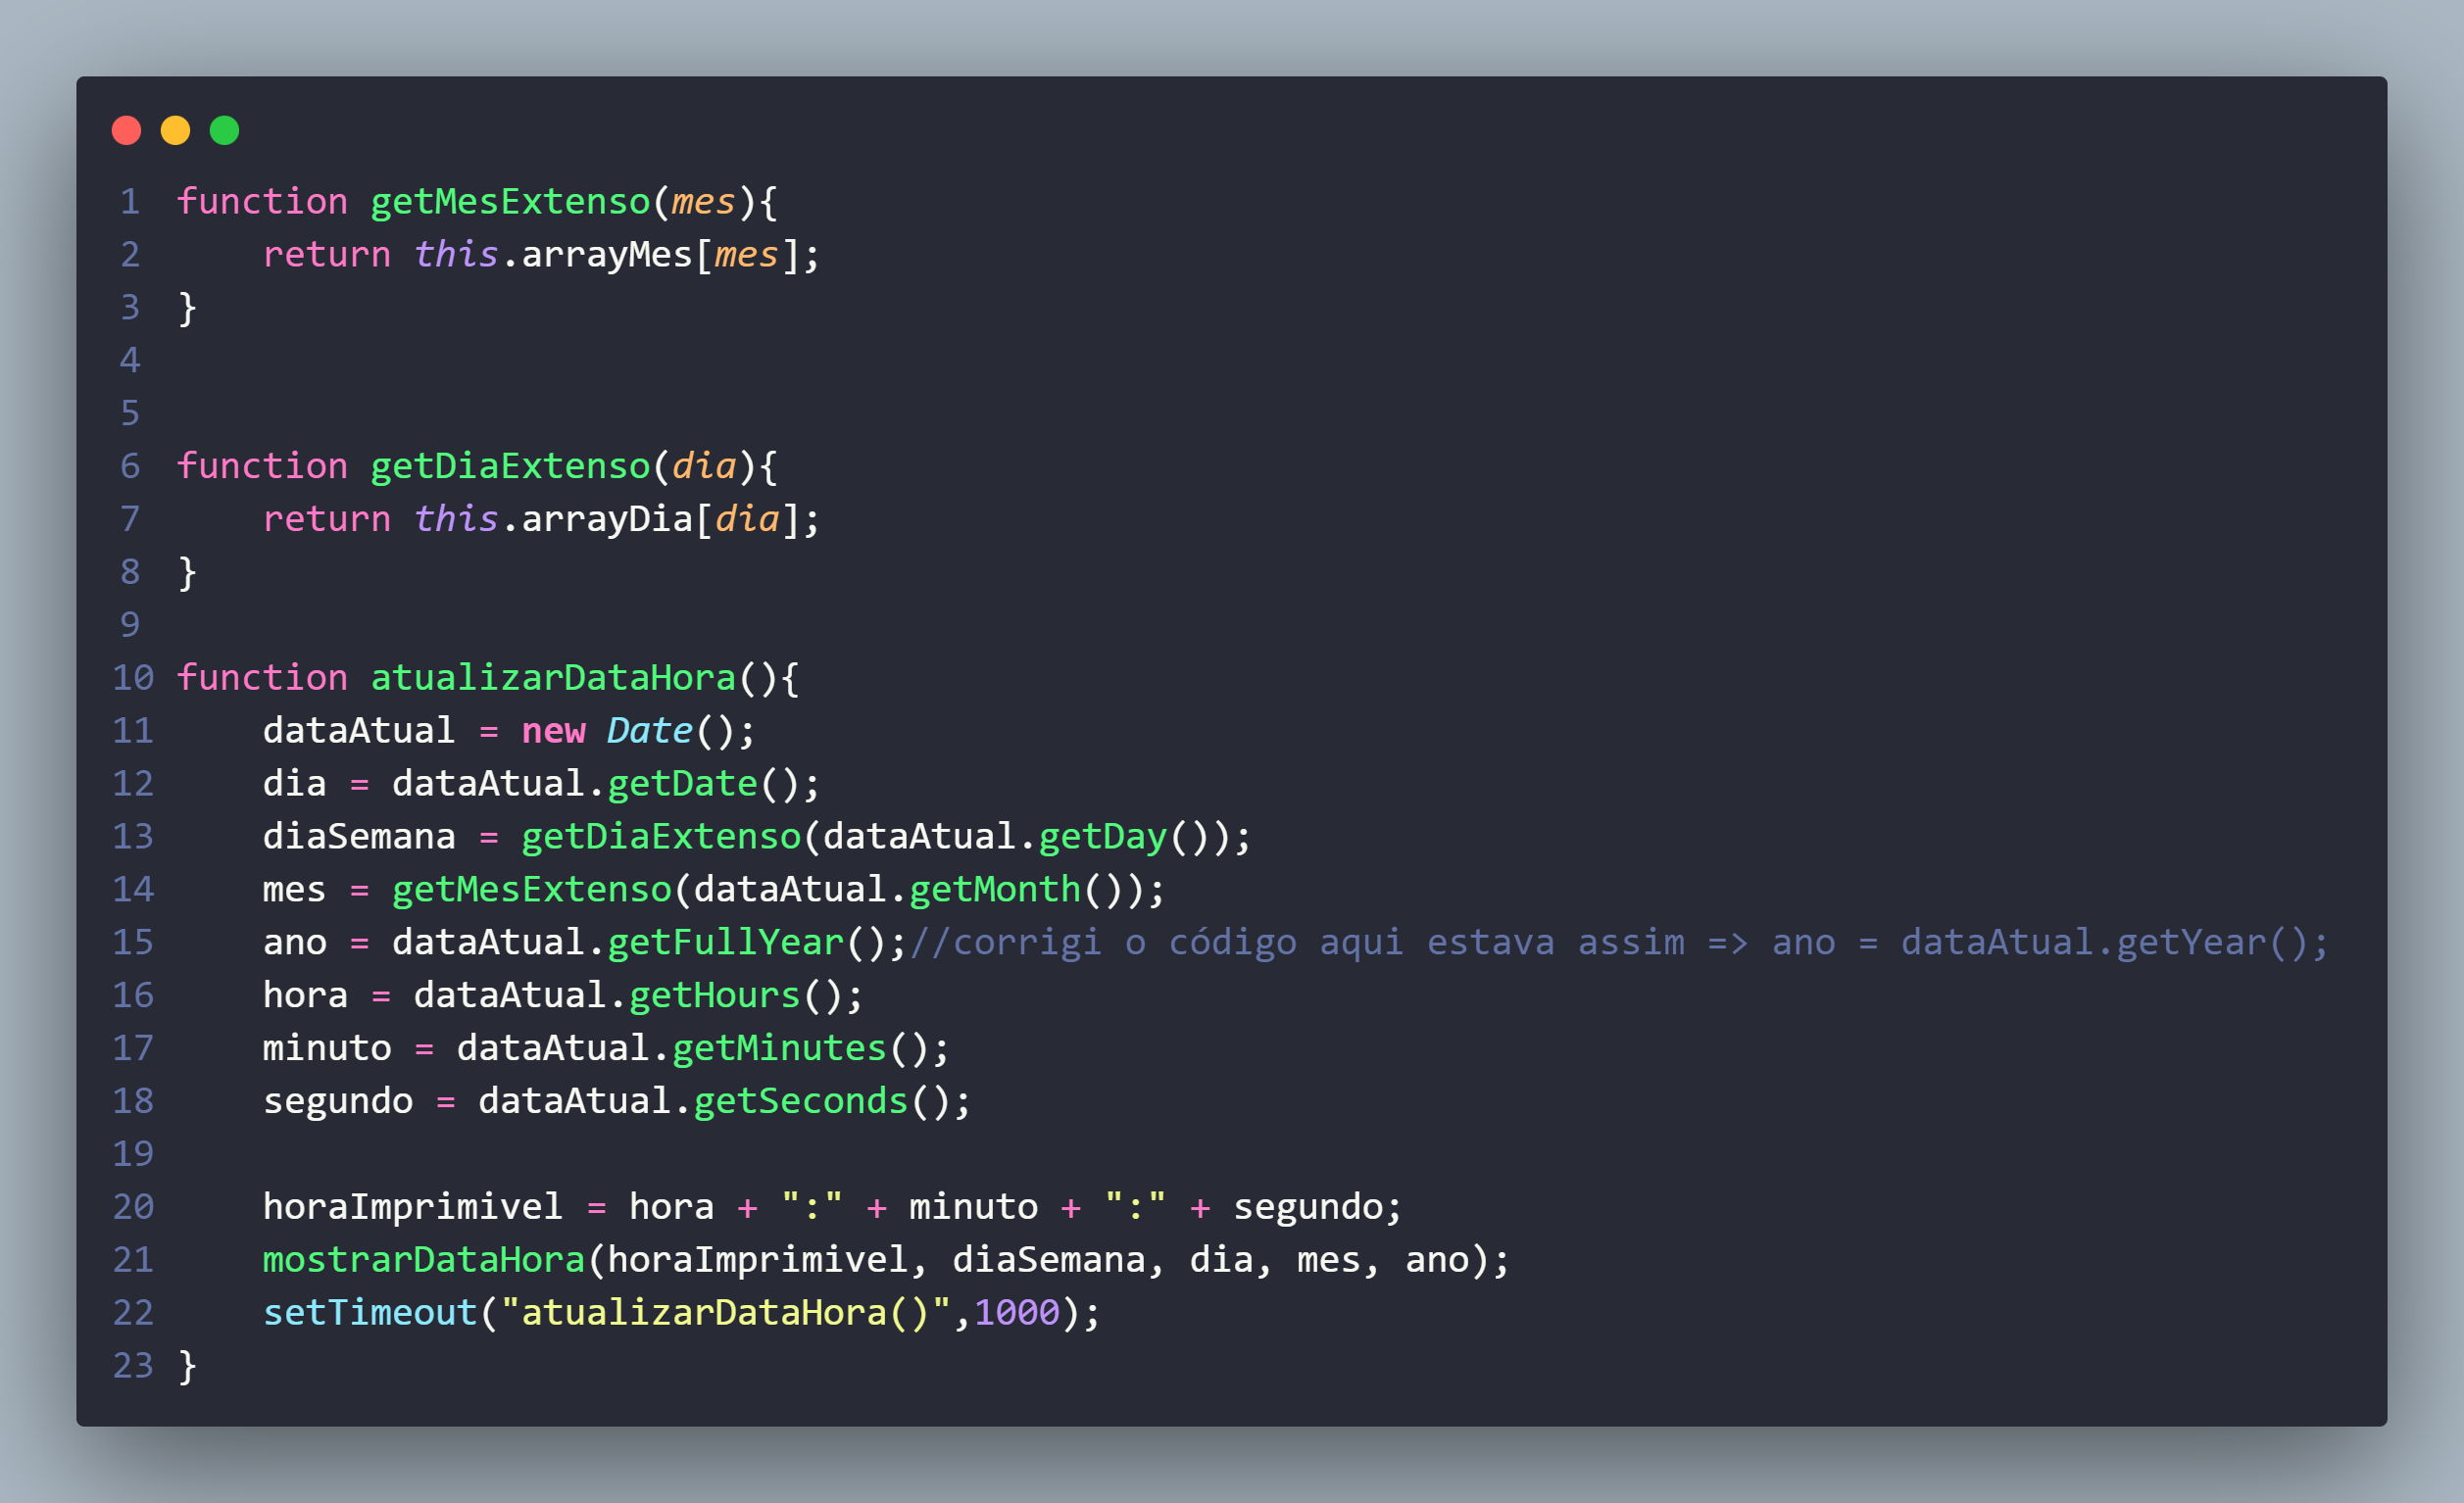 1 function getMesExtenso(mes){
2     return this.arrayMes[mes];
3 }
4
5
6 function getDiaExtenso(dia){
7     return this.arrayDia[dia];
8 }
9
10 function atualizarDataHora(){
11     dataAtual = new Date();
12     dia = dataAtual.getDate();
13     diaSemana = getDiaExtenso(dataAtual.getDay());
14     mes = getMesExtenso(dataAtual.getMonth());
15     ano = dataAtual.getFullYear();//corrigi o código aqui estava assim => ano = dataAtual.getYear();
16     hora = dataAtual.getHours();
17     minuto = dataAtual.getMinutes();
18     segundo = dataAtual.getSeconds();
19
20     horaImprimivel = hora + ":" + minuto + ":" + segundo;
21     mostrarDataHora(horaImprimivel, diaSemana, dia, mes, ano);
22     setTimeout("atualizarDataHora()",1000);
23 }